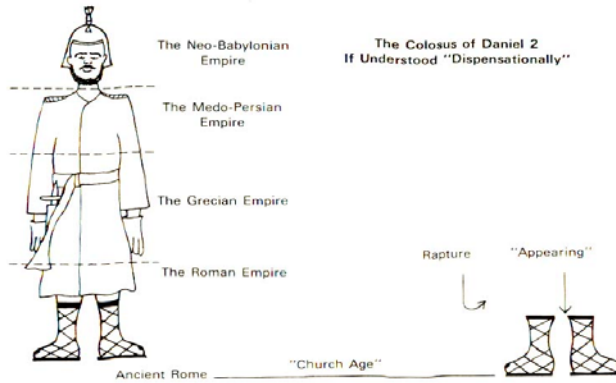 The Neo-Babylonian
Empire
The Colosus of Daniel 2
If Understood "Dispensationally"
The Medo-Persian
Empire
The Grecian Empire
The Roman Empire
Rapture
"Appearing"
Ancient Rome
"Church Age"